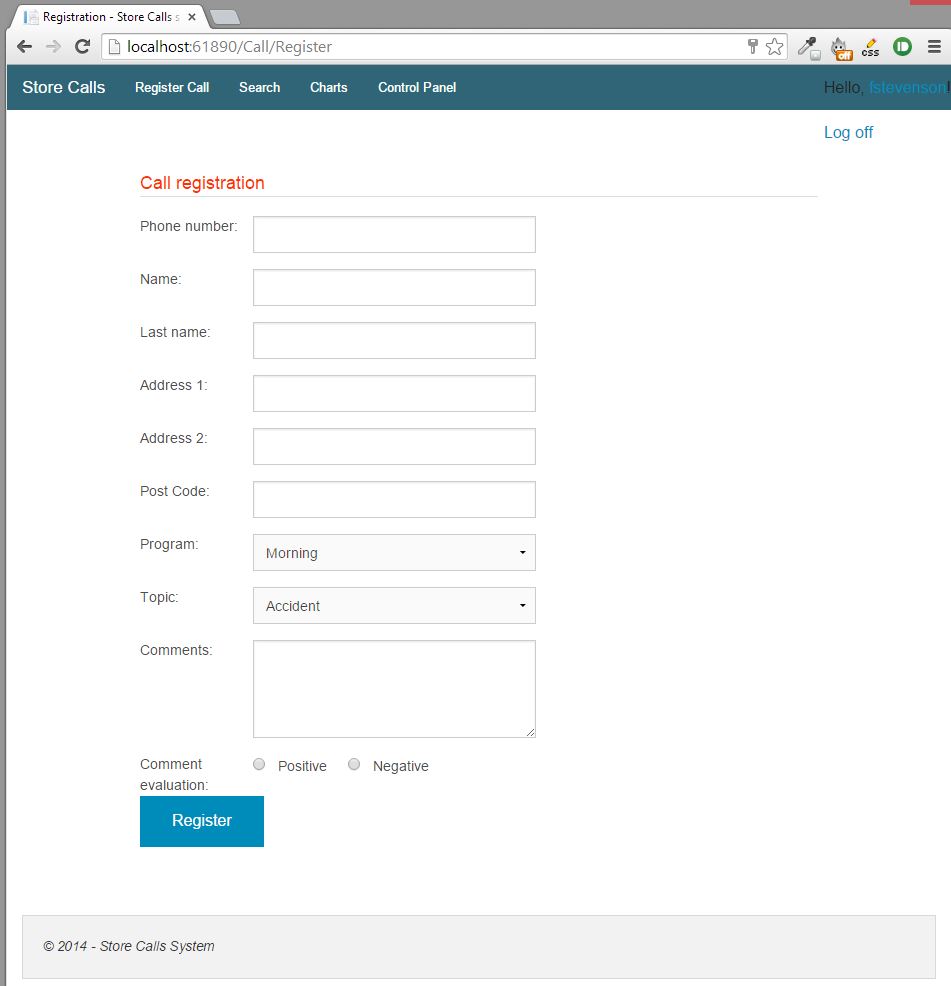 Registration - Store Calls s
localhost:61890/Call/Register
off
css
Store Calls Register Call Search Charts Control Panel Hello, fstevenson!
Log off
Call registration
Phone number:
Name:
Last name:
Address 1:
Address 2:
Post Code:
Program: Morning
Topic: Accident
Comments:
Comment
evaluation: Positive Negative
Register
© 2014 - Store Calls System